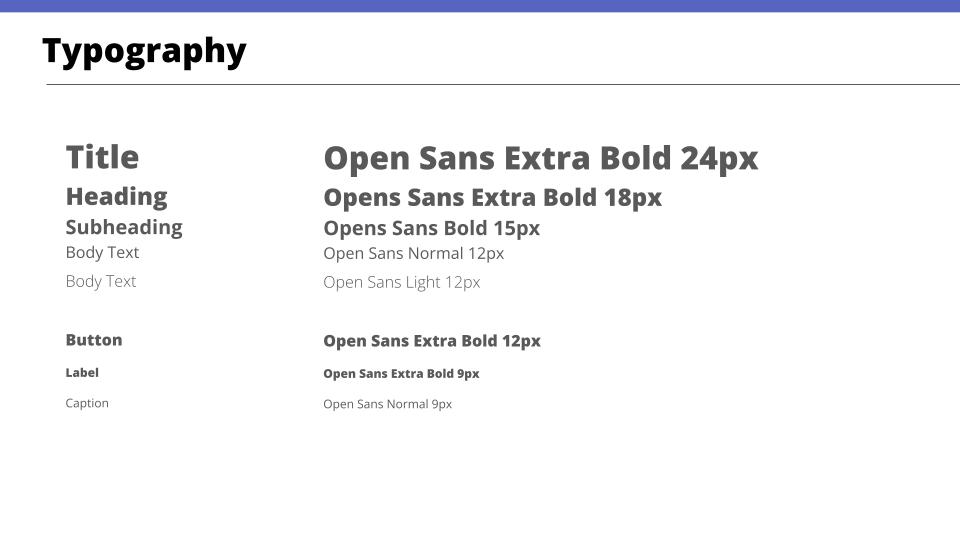 Typography
Title Open Sans Extra Bold 24px
Heading Opens Sans Extra Bold 18px
Subheading Opens Sans Bold 15px
Body Text Open Sans Normal 12px
Body Text Open Sans Light 12px
Button Open Sans Extra Bold 12px
Label Open Sans Extra Bold 9px
Caption Open Sans Normal 9px